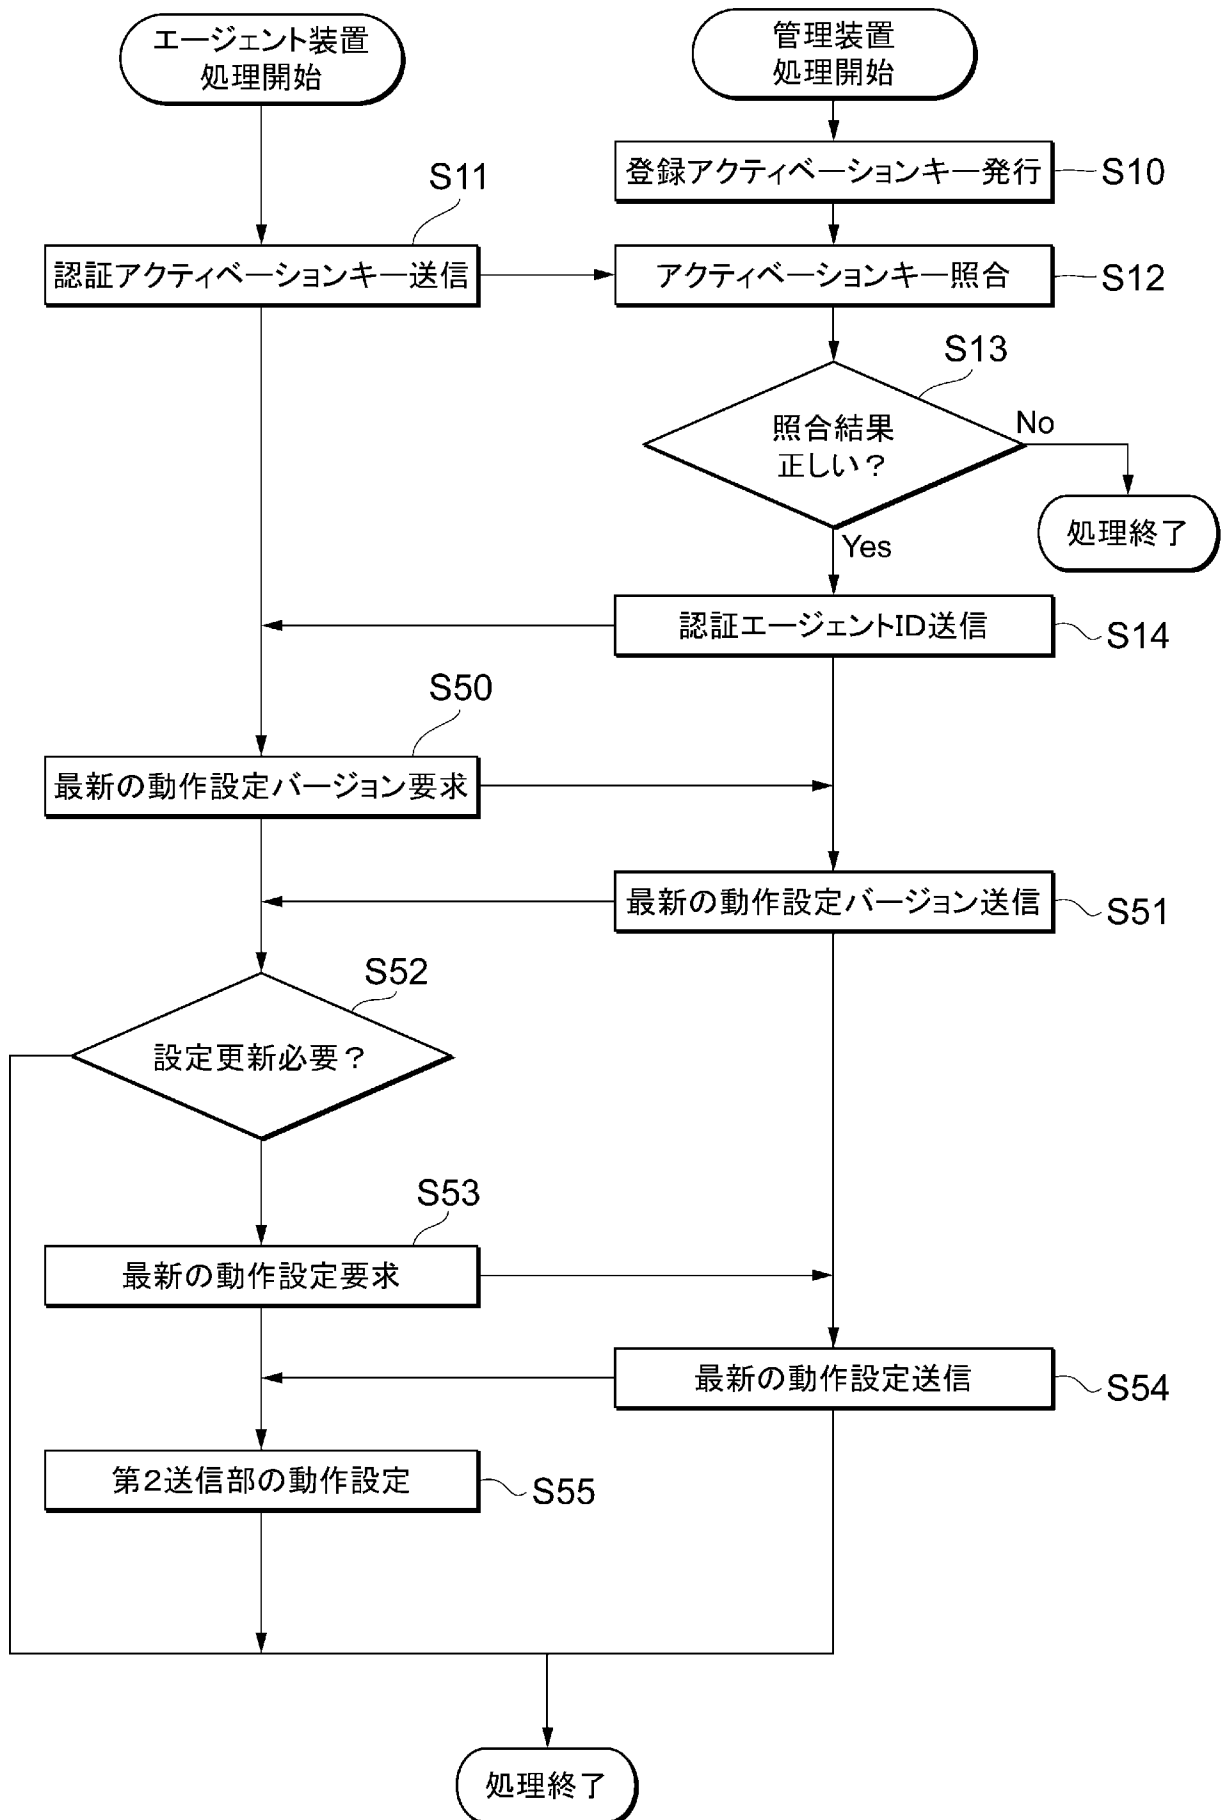 エージェント装置
処理開始
管理装置
処理開始
登録アクティベーションキー発行
S10
S11
認証アクティベーションキー送信
アクティベーションキー照合
S12
S13
照合結果
正しい？
No
処理終了
Yes
認証エージェントID送信
S14
S50
最新の動作設定バージョン要求
最新の動作設定バージョン送信
S51
S52
設定更新必要？
S53
最新の動作設定要求
最新の動作設定送信
S54
第2送信部の動作設定
S55
処理終了